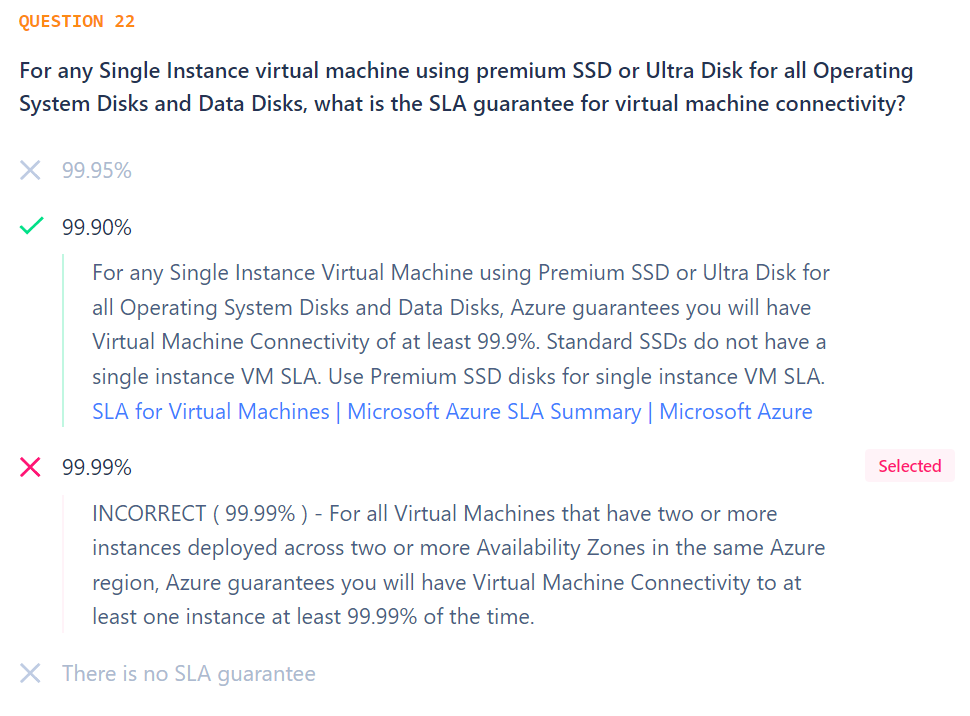 QUESTION 22
For any Single Instance virtual machine using premium SSD or Ultra Disk for all Operating
System Disks and Data Disks, what is the SLA guarantee for virtual machine connectivity?
99.95%
99.90%
For any Single Instance Virtual Machine using Premium SSD or Ultra Disk for
all Operating System Disks and Data Disks, Azure guarantees you will have
Virtual Machine Connectivity of at least 99.9%. Standard SSDs do not have a
single instance VM SLA. Use Premium SSD disks for single instance VM SLA.
SLA for Virtual Machines | Microsoft Azure SLA Summary | Microsoft Azure
99.99%
Selected
INCORRECT ( 99.99% ) - For all Virtual Machines that have two or more
instances deployed across two or more Availability Zones in the same Azure
region, Azure guarantees you will have Virtual Machine Connectivity to at
least one instance at least 99.99% of the time.
There is no SLA guarantee